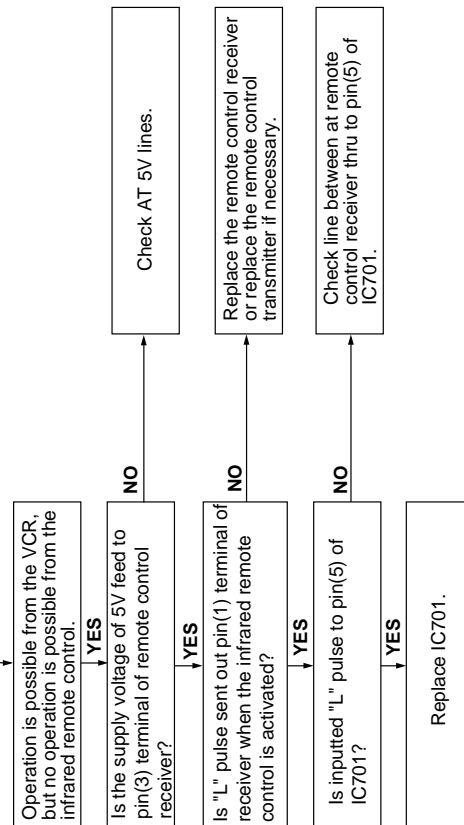 Operation is possible from the VCR,
but no operation is possible from the
infrared remote control.
YES
Is the supply voltage of 5V feed to
pin(3) terminal of remote control
receiver?
NO
Check AT 5V lines.
YES
Is "L" pulse sent out pin(1) terminal of
receiver when the infrared remote
control is activated?
NO
Replace the remote control receiver
or replace the remote control
transmitter if necessary.
YES
Is inputted "L" pulse to pin(5) of
IC701?
NO
Check line between at remote
control receiver thru to pin(5) of
IC701.
YES
Replace IC701.